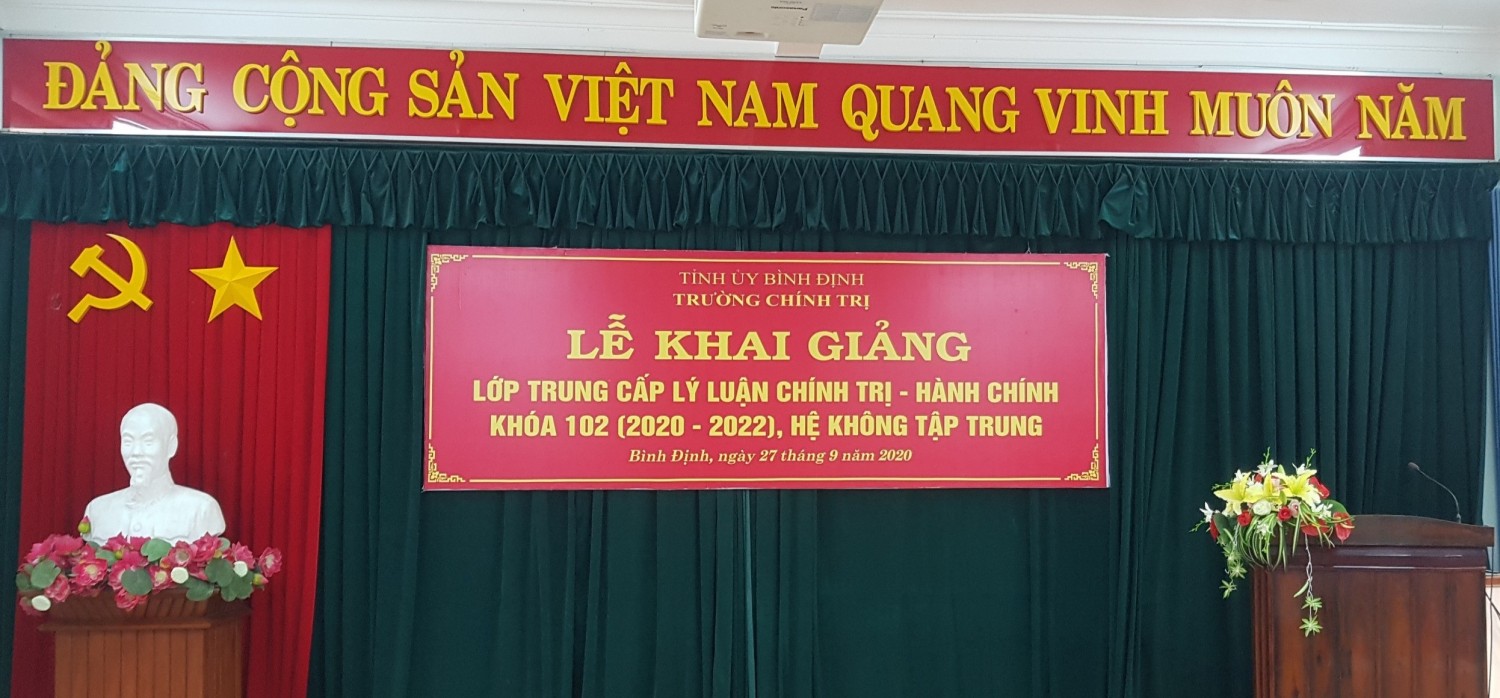 ĐẢNG CỘNG SẢN VIỆT NAM QUANG VINH MUÔN NĂM
TỈNH ỦY BÌNH ĐỊNH
TRƯỜNG CHÍNH TRỊ
LỄ KHAI GIẢNG
LỚP TRUNG CẤP LÝ LUẬN CHÍNH TRỊ - HÀNH CHÍNH
KHÓA 102 (2020 - 2022), HỆ KHÔNG TẬP TRUNG
Bình Định, ngày 27 tháng 9 năm 2020